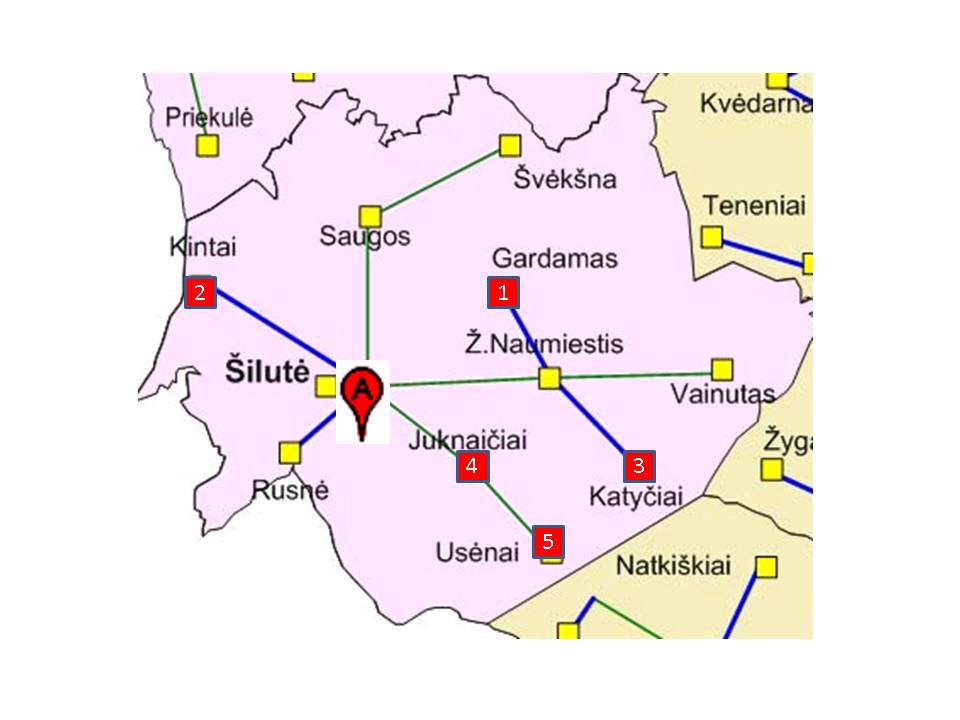 Kvėdarna
Priekulė
Švėkšna
Teneniai
Saugos
Kintai
Gardamas
2
1
Ž.Naumiestis
Šilutė
A
Vainutas
Juknaičiai
Žyga
4
3
Rusnė
Katyčiai
5
Usėnai
Natkiškiai